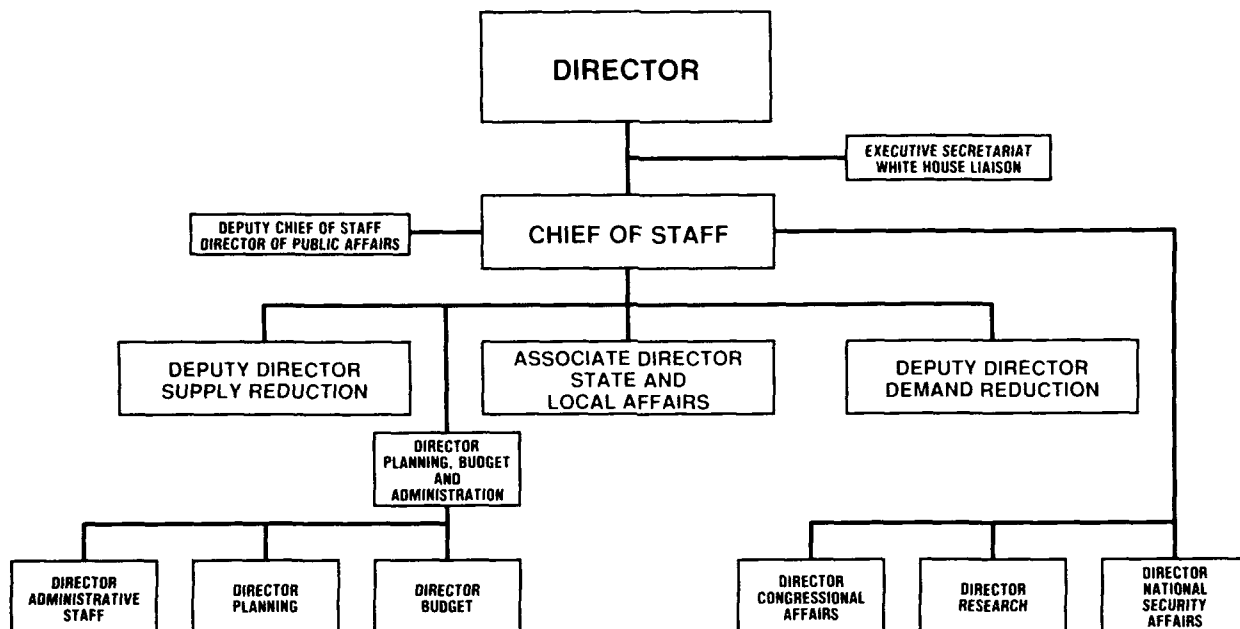 DIRECTOR
EXECUTIVE SECRETARIAT
WHITE HOUSE LIAISON
DEPUTY CHIEF OF STAFF
DIRECTOR OF PUBLIC AFFAIRS
CHIEF OF STAFF
DEPUTY DIRECTOR
SUPPLY REDUCTION
ASSOCIATE DIRECTOR
STATE AND
LOCAL AFFAIRS
DEPUTY DIRECTOR
DEMAND REDUCTION
DIRECTOR
PLANNING, BUDGET
AND
ADMINISTRATION
DIRECTOR
ADMINISTRATIVE
STAFF
DIRECTOR
PLANNING
DIRECTOR
BUDGET
DIRECTOR
CONGRESSIONAL
AFFAIRS
DIRECTOR
RESEARCH
DIRECTOR
NATIONAL
SECURITY
AFFAIRS